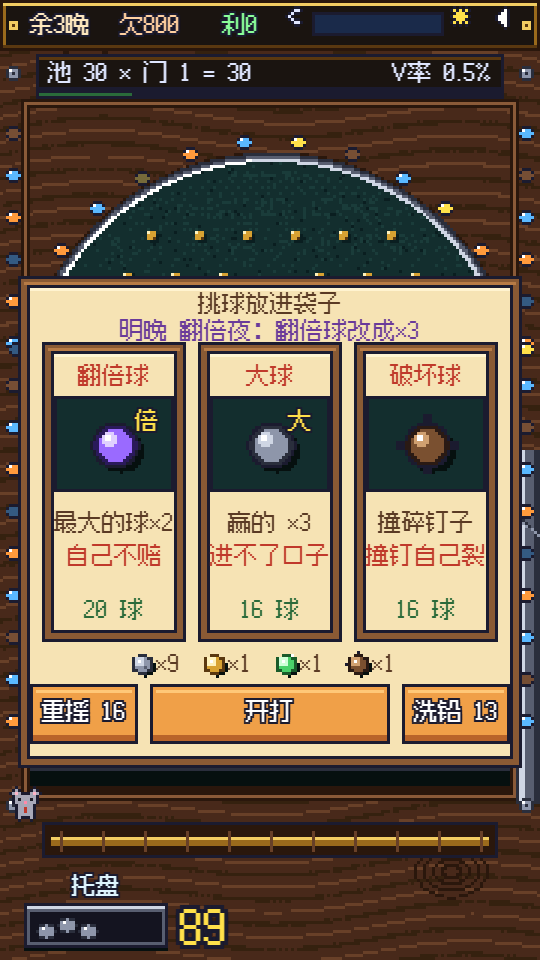 余3晚 欠800 利0 <
池 30 × 门 1 = 30 V率 0.5%
挑球放进袋子
明晚 翻倍夜: 翻倍球改成×3
翻倍球 大球 破坏球
倍 大
最大的球×2 赢的 ×3 撞碎钉子
自己不赔 进不了口子 撞钉自己裂
20 球 16 球 16 球
×9 ×1 ×1 ×1
重摇 16 开打 洗铅 13
托盘
89